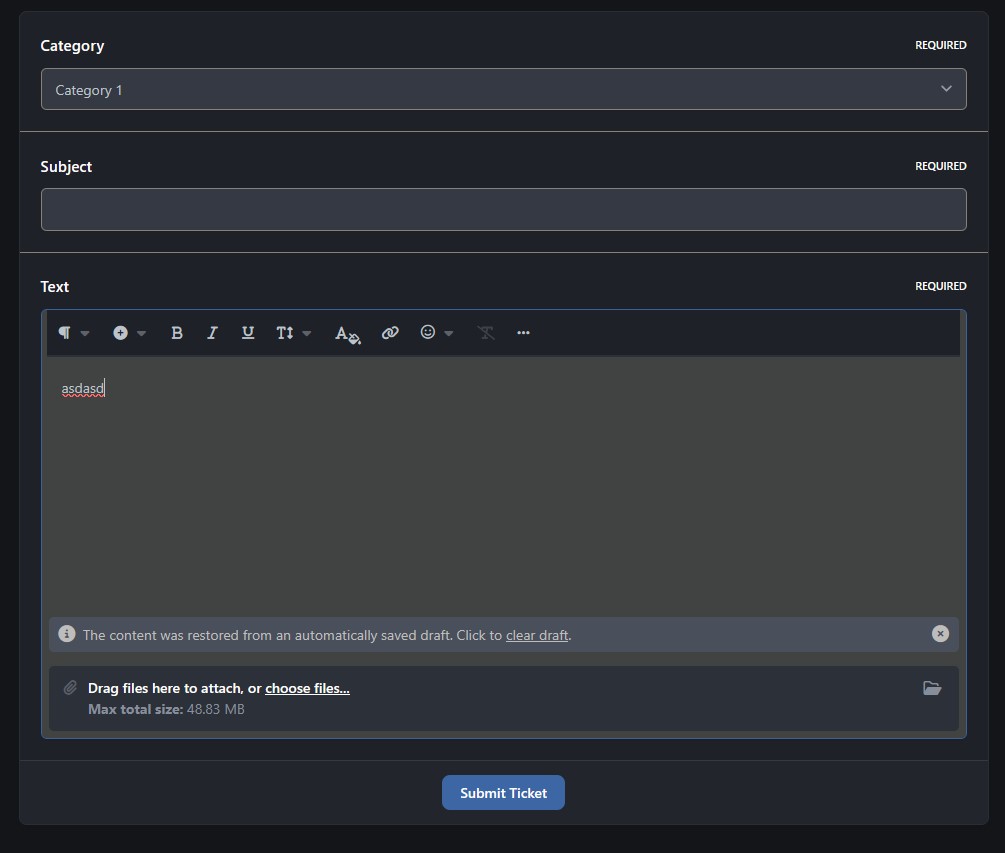 Category REQUIRED
Category 1
Subject REQUIRED
Text REQUIRED
¶ B I U T A T
asdasd
The content was restored from an automatically saved draft. Click to clear draft.
Drag files here to attach, or choose files...
Max total size: 48.83 MB
Submit Ticket